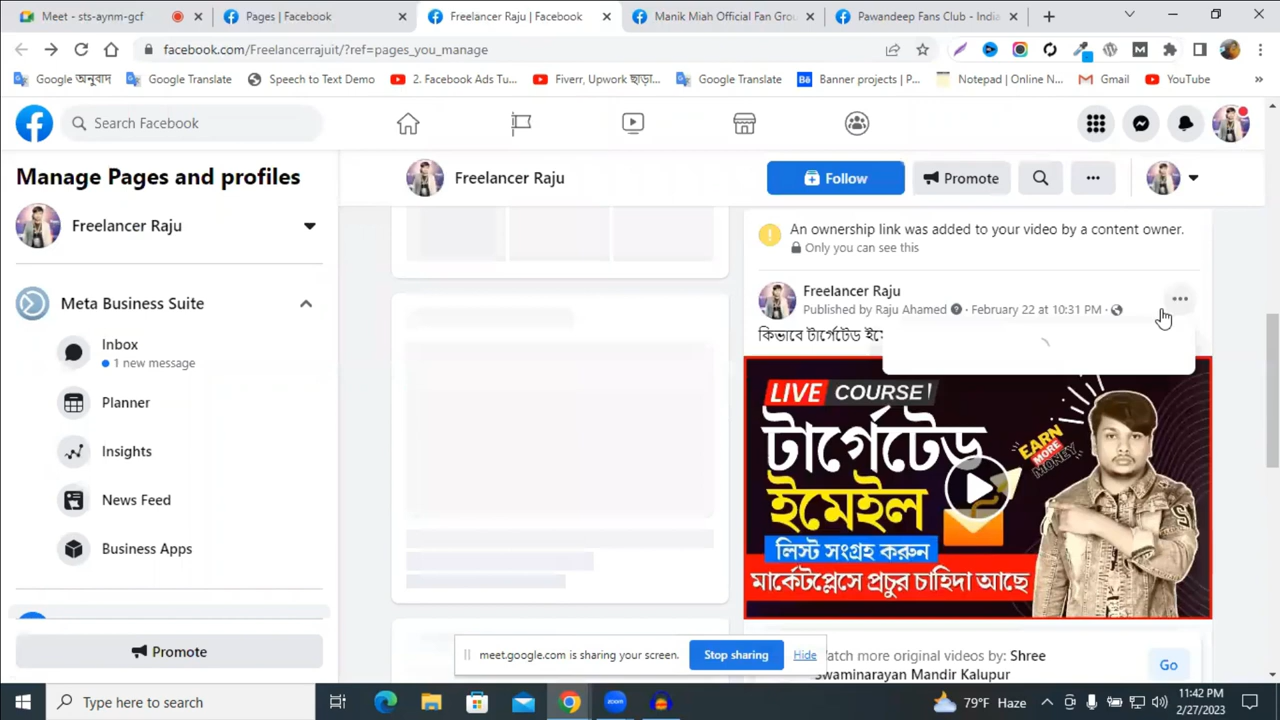 Meet - sts-aynm-gcf
Pages | Facebook
Freelancer Raju | Facebook
Manik Miah Official Fan Grou
Pawandeep Fans Club - India
facebook.com/Freelancerrajuit/?ref=pages_you_manage
Google অনুবাদ
Google Translate
Speech to Text Demo
2. Facebook Ads Tu...
Fiverr, Upwork ছাড়া...
Google Translate
Banner projects | P...
Notepad | Online N...
Gmail
YouTube
Search Facebook
Manage Pages and profiles
Freelancer Raju
Meta Business Suite
Inbox
1 new message
Planner
Insights
News Feed
Business Apps
Promote
Freelancer Raju
Follow
Promote
An ownership link was added to your video by a content owner.
Only you can see this
Freelancer Raju
Published by Raju Ahamed · February 22 at 10:31 PM ·
কিভাবে টার্গেটেড
LIVE COURSE!
টার্গেটেড
ইমেইল
EARN
MORE
MONEY
লিস্ট সংগ্রহ করুন
মার্কেটপ্লেসে প্রচুর চাহিদা আছে
Watch more original videos by: Shree
Swaminarayan Mandir Kalupur
Go
meet.google.com is sharing your screen.
Stop sharing
Hide
Type here to search
zoom
79°F Haze
11:42 PM
2/27/2023